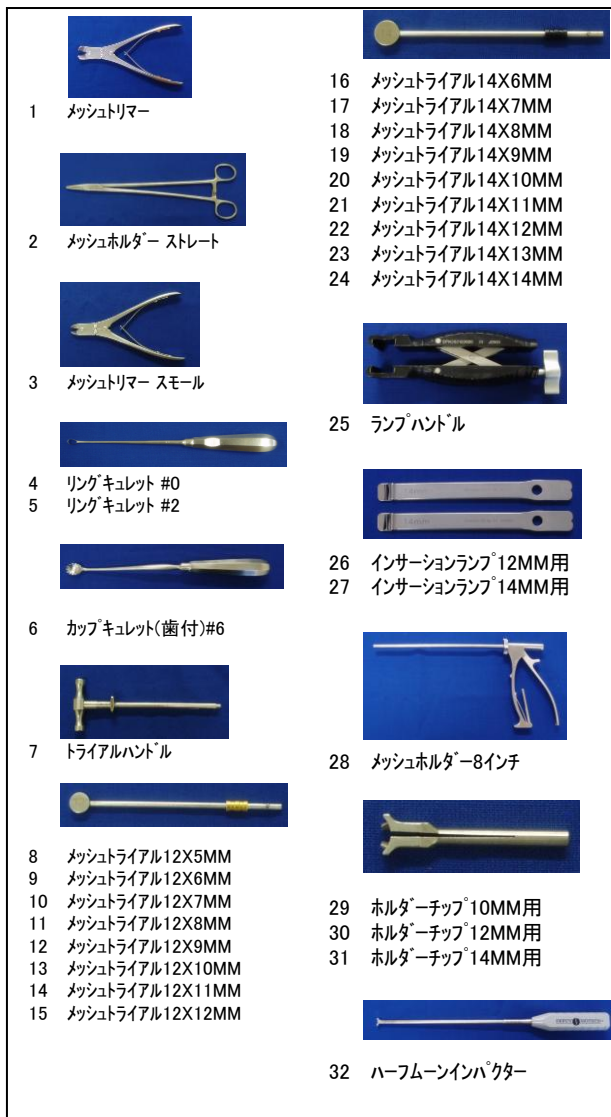 1 メッシュトリマー
2 メッシュホルダー ストレート
3 メッシュトリマー スモール
4 リングキュレット #0
5 リングキュレット #2
6 カップキュレット(歯付)#6
7 トライアルハンドル
8 メッシュトライアル12X5MM
9 メッシュトライアル12X6MM
10 メッシュトライアル12X7MM
11 メッシュトライアル12X8MM
12 メッシュトライアル12X9MM
13 メッシュトライアル12X10MM
14 メッシュトライアル12X11MM
15 メッシュトライアル12X12MM
16 メッシュトライアル14X6MM
17 メッシュトライアル14X7MM
18 メッシュトライアル14X8MM
19 メッシュトライアル14X9MM
20 メッシュトライアル14X10MM
21 メッシュトライアル14X11MM
22 メッシュトライアル14X12MM
23 メッシュトライアル14X13MM
24 メッシュトライアル14X14MM
25 ランプハンドル
26 インサーションランプ12MM用
27 インサーションランプ14MM用
28 メッシュホルダー8インチ
29 ホルダーチップ10MM用
30 ホルダーチップ12MM用
31 ホルダーチップ14MM用
32 ハーフムーンインパクター